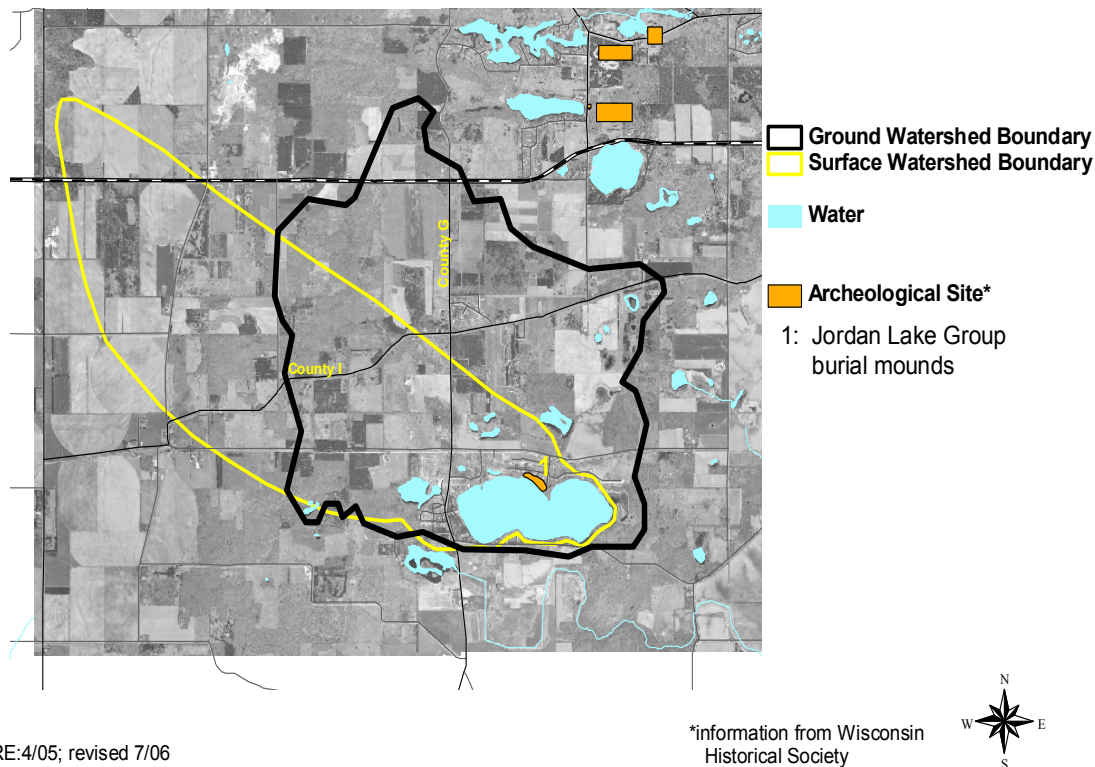 Ground Watershed Boundary
Surface Watershed Boundary
Water
Archeological Site*
1: Jordan Lake Group
burial mounds
County G
County I
1
RE:4/05; revised 7/06
*information from Wisconsin
Historical Society
N
W
E
S